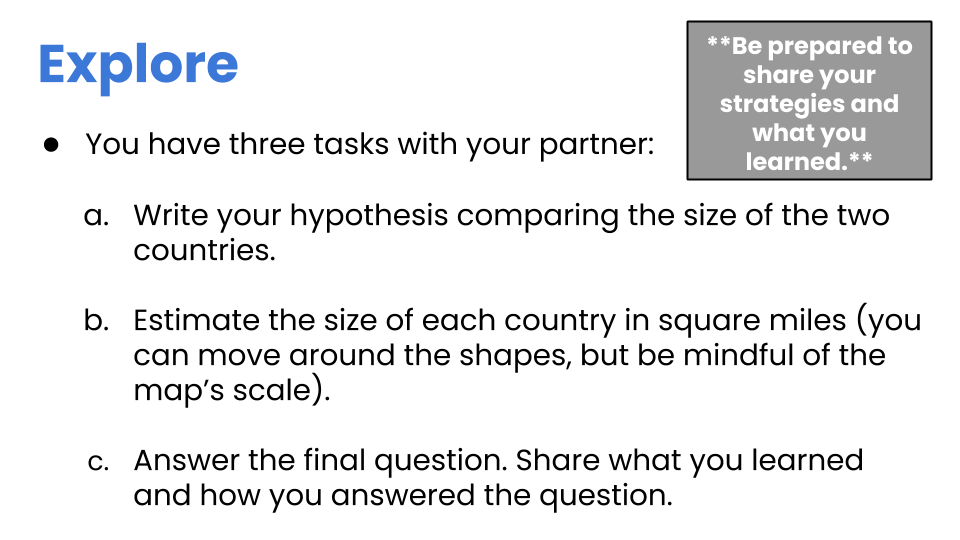 Explore
**Be prepared to
share your
strategies and
what you
learned.**
● You have three tasks with your partner:
a. Write your hypothesis comparing the size of the two
countries.
b. Estimate the size of each country in square miles (you
can move around the shapes, but be mindful of the
map’s scale).
c. Answer the final question. Share what you learned
and how you answered the question.